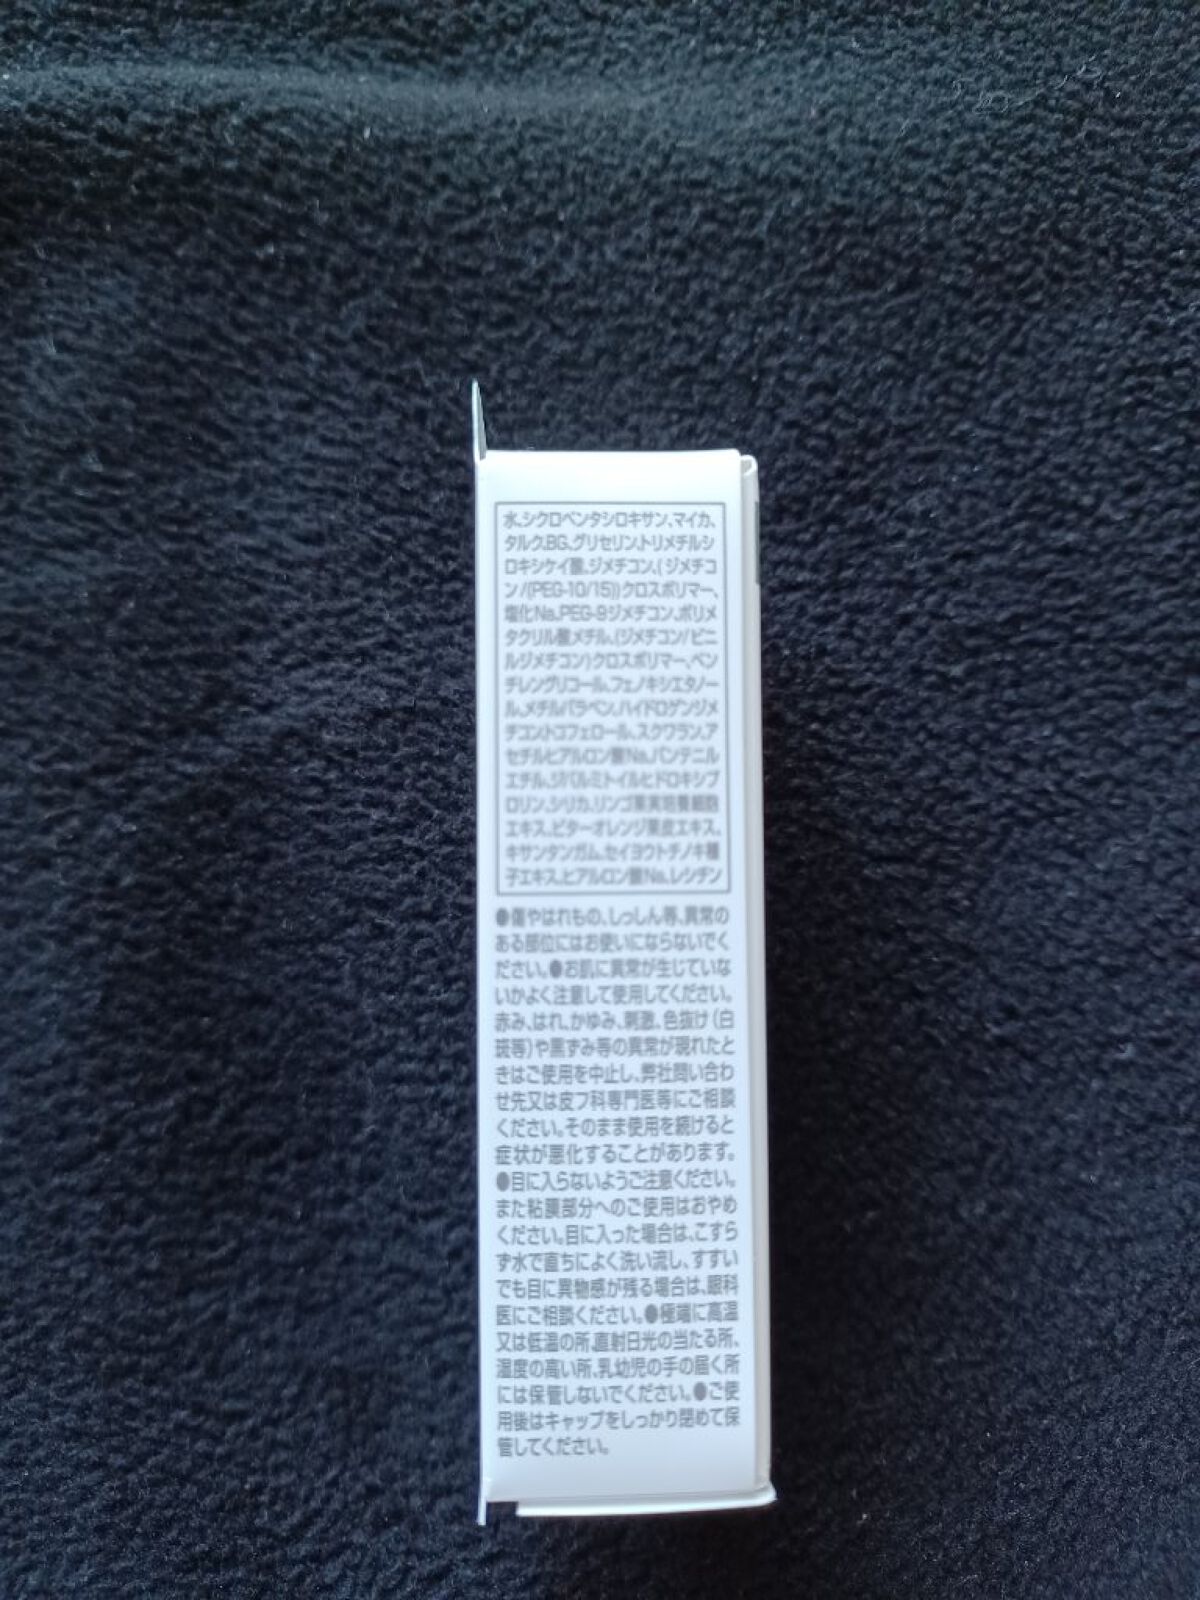 水、シクロペンタシロキサン、マイカ、
タルク、BG、グリセリン、トリメチルシ
ロキシケイ酸、ジメチコン、(ジメチコ
ン/(PEG-10/15))クロスポリマー、
塩化Na、PEG-9ジメチコン、ポリメ
タクリル酸メチル、(ジメチコン/ビニ
ルジメチコン)クロスポリマー、ペン
チレングリコール、フェノキシエタノー
ル、メチルパラベン、ハイドロゲンジメ
チコン、トコフェロール、スクワラン、ア
セチルヒアルロン酸Na、パンテニル
エチル、ジパルミトイルヒドロキシプ
ロリン、シリカ、リンゴ果実培養細胞
エキス、ビターオレンジ果皮エキス、
キサンタンガム、セイヨウトチノキ種
子エキス、ヒアルロン酸Na、レシチン
●傷やはれもの、しっしん等、異常の
ある部位にはお使いにならないでく
ださい。●お肌に異常が生じていな
いかよく注意して使用してください。
赤み、はれ、かゆみ、刺激、色抜け(白
斑等)や黒ずみ等の異常が現れたと
きはご使用を中止し、弊社問い合わ
せ先又は皮フ科専門医等にご相談
ください。そのまま使用を続けると
症状が悪化することがあります。
●目に入らないようご注意ください。
また粘膜部分へのご使用はおやめ
ください。目に入った場合は、こすら
ず水で直ちによく洗い流し、すすい
でも目に異物感が残る場合は、眼科
医にご相談ください。●極端に高温
又は低温の所、直射日光の当たる所、
湿度の高い所、乳幼児の手の届く所
には保管しないでください。●ご使
用後はキャップをしっかり閉めて保
管してください。